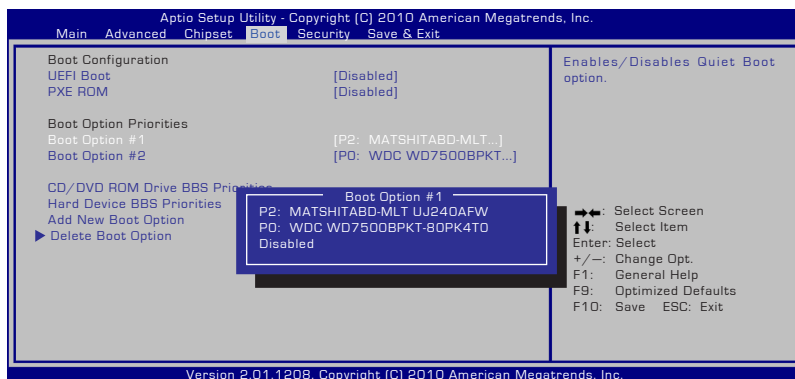 Aptio Setup Utility - Copyright (C) 2010 American Megatrends, Inc.
Main Advanced Chipset Boot Security Save & Exit
Boot Configuration
UEFI Boot [Disabled]
PXE ROM [Disabled]
Boot Option Priorities
Boot Option #1 [P2: MATSHITABD-MLT...]
Boot Option #2 [P0: WDC WD7500BPKT...]
CD/DVD ROM Drive BBS Priorities
Hard Device BBS Priorities
Add New Boot Option
Delete Boot Option
Boot Option #1
P2: MATSHITABD-MLT UJ240AFW
P0: WDC WD7500BPKT-80PK4T0
Disabled
Enables/Disables Quiet Boot
option.
→←: Select Screen
↑↓: Select Item
Enter: Select
+/—: Change Opt.
F1: General Help
F9: Optimized Defaults
F10: Save ESC: Exit
Version 2.01.1208. Copyright (C) 2010 American Megatrends, Inc.